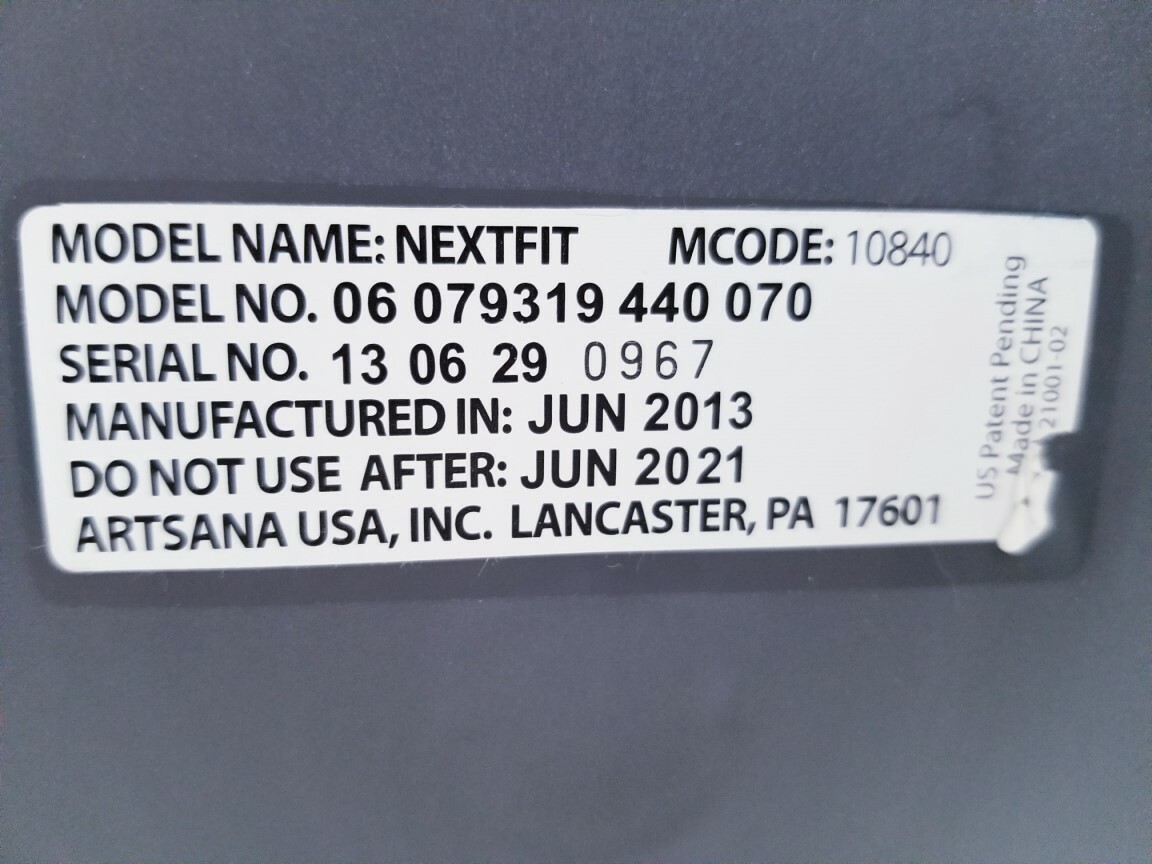 MODEL NAME: NEXTFIT MCODE: 10840
MODEL NO. 06 079319 440 070
SERIAL NO. 13 06 29 0967
MANUFACTURED IN: JUN 2013
DO NOT USE AFTER: JUN 2021
ARTSANA USA, INC. LANCASTER, PA 17601
US Patent Pending
Made in CHINA
21001-02